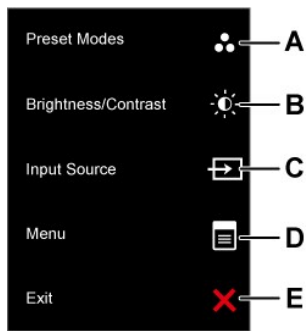 Preset Modes A
Brightness/Contrast B
Input Source C
Menu D
Exit E